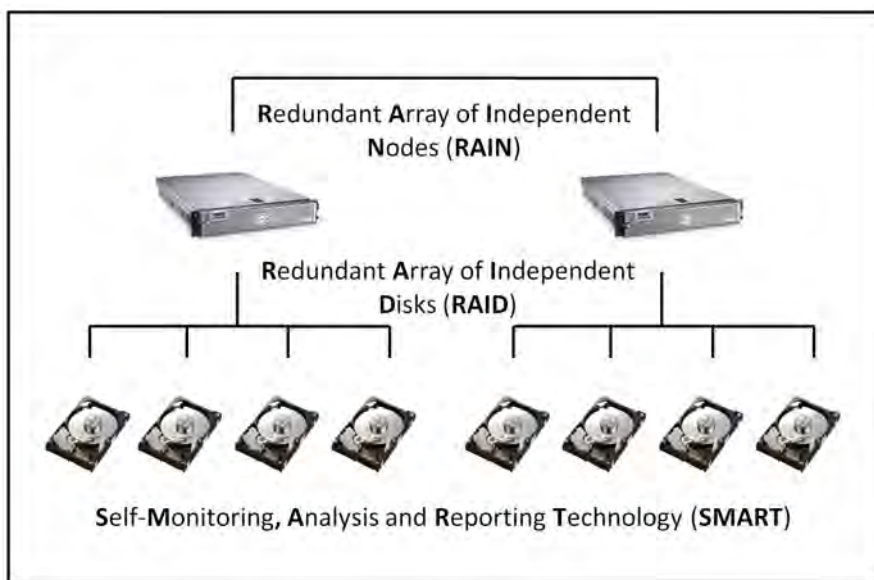 Redundant Array of Independent
Nodes (RAIN)
Redundant Array of Independent
Disks (RAID)
Self-Monitoring, Analysis and Reporting Technology (SMART)